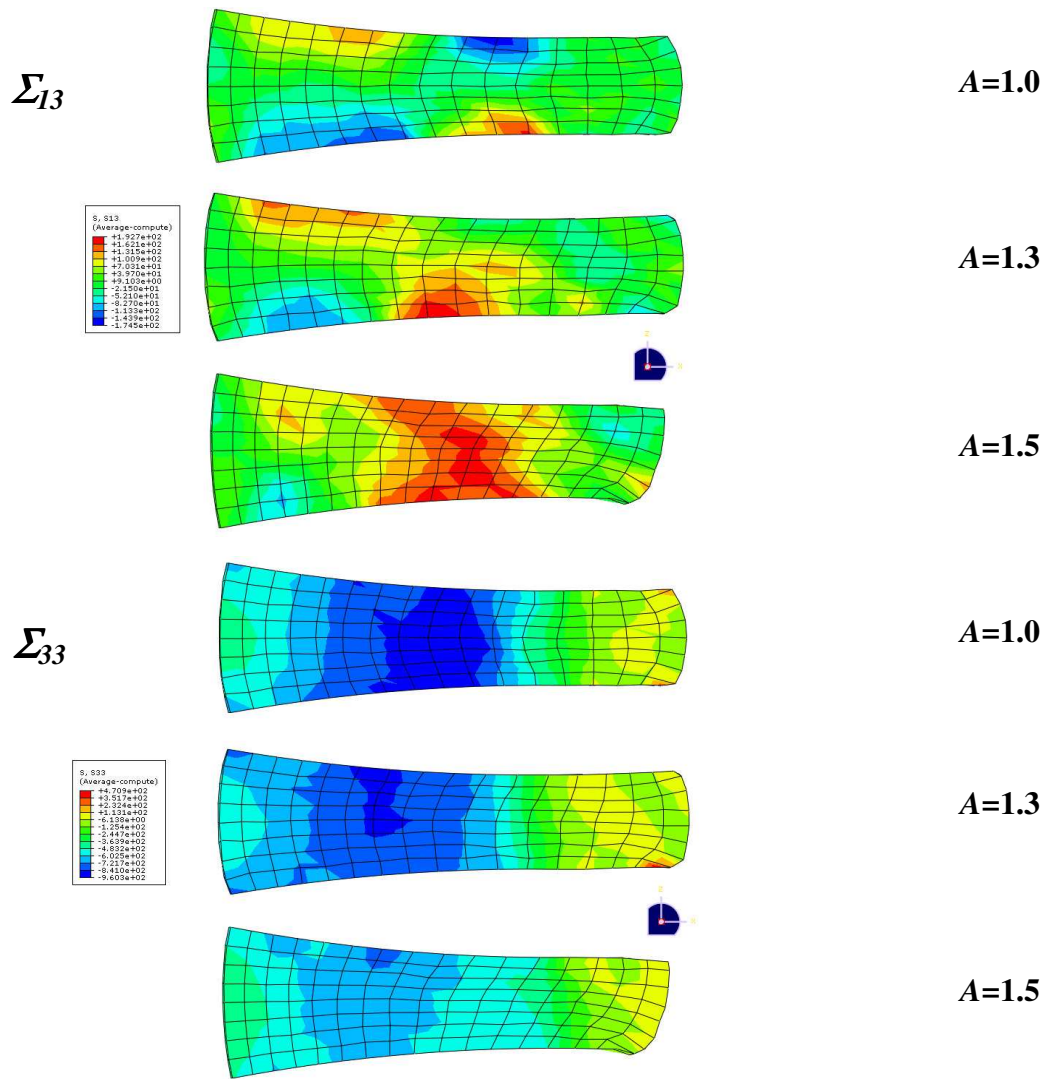 A=1.0
Σ13
S, S13
(Average-compute)
+1.927e+02
+1.621e+02
+1.315e+02
+1.009e+02
+7.031e+01
+3.970e+01
+9.103e+00
-2.150e+01
-5.210e+01
-8.270e+01
-1.133e+02
-1.439e+02
-1.745e+02
A=1.3
z
A=1.5
Σ33
A=1.0
S, S33
(Average-compute)
+4.709e+02
+3.517e+02
+2.324e+02
+1.131e+02
-6.138e+00
-1.254e+02
-2.447e+02
-3.639e+02
-4.832e+02
-6.025e+02
-7.217e+02
-8.410e+02
-9.603e+02
A=1.3
z
A=1.5